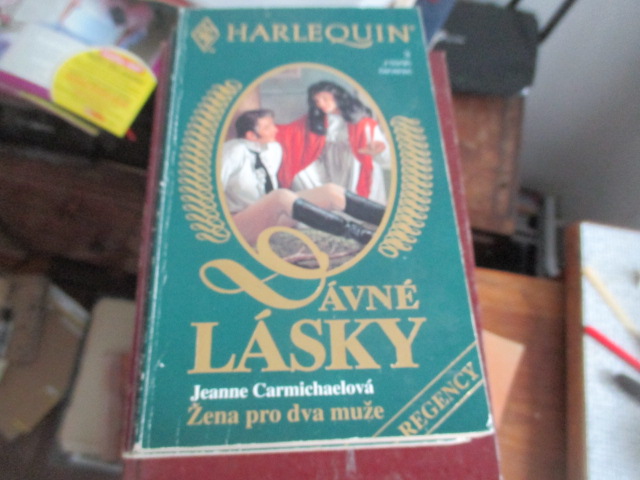 HARLEQUIN®
DÁVNÉ
LÁSKY
Jeanne Carmichaelová
Žena pro dva muže
REGENCY